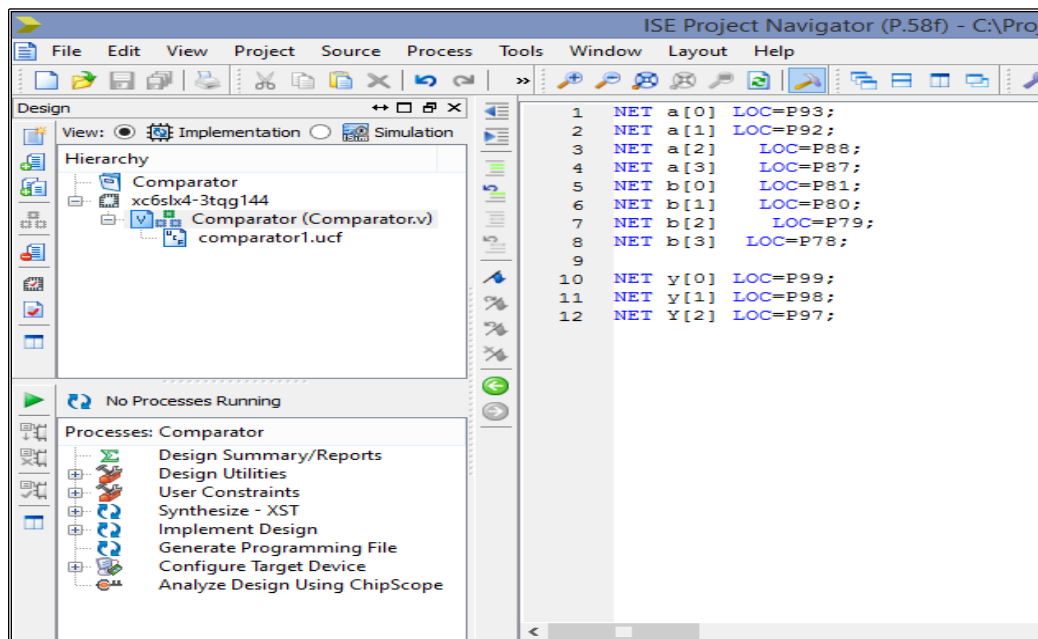 ISE Project Navigator (P.58f) - C:\Proj
File Edit View Project Source Process Tools Window Layout Help
»
Design
View: Implementation Simulation
Hierarchy
Comparator
xc6slx4-3tqg144
Comparator (Comparator.v)
comparator1.ucf
No Processes Running
Processes: Comparator
Design Summary/Reports
Design Utilities
User Constraints
Synthesize - XST
Implement Design
Generate Programming File
Configure Target Device
Analyze Design Using ChipScope
1 NET a[0] LOC=P93;
2 NET a[1] LOC=P92;
3 NET a[2] LOC=P88;
4 NET a[3] LOC=P87;
5 NET b[0] LOC=P81;
6 NET b[1] LOC=P80;
7 NET b[2] LOC=P79;
8 NET b[3] LOC=P78;
9
10 NET y[0] LOC=P99;
11 NET y[1] LOC=P98;
12 NET Y[2] LOC=P97;